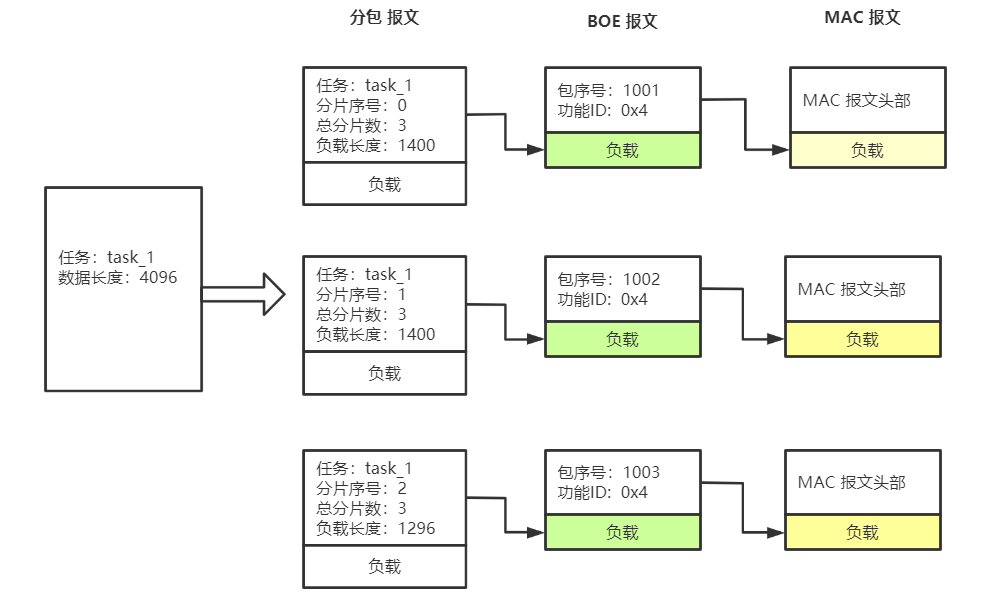 分包 报文
BOE 报文
MAC 报文
任务：task_1
数据长度：4096
任务：task_1
分片序号：0
总分片数：3
负载长度：1400
负载
包序号：1001
功能ID：0x4
负载
MAC 报文头部
负载
任务：task_1
分片序号：1
总分片数：3
负载长度：1400
负载
包序号：1002
功能ID：0x4
负载
MAC 报文头部
负载
任务：task_1
分片序号：2
总分片数：3
负载长度：1296
负载
包序号：1003
功能ID：0x4
负载
MAC 报文头部
负载